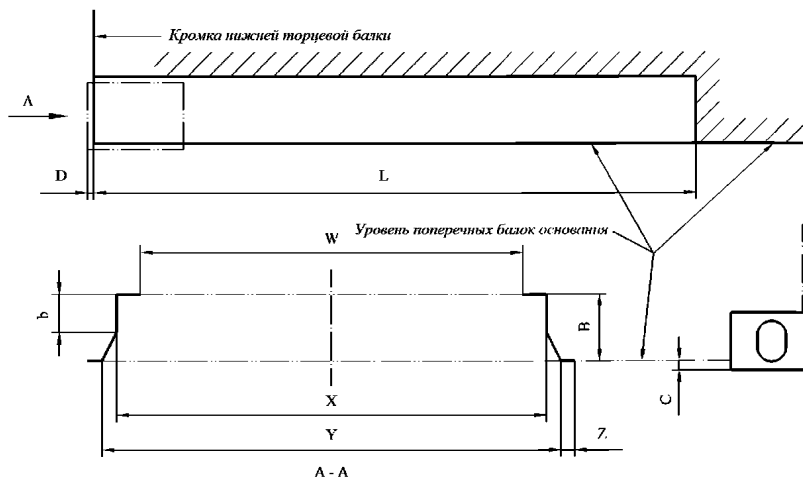 Кромка нижней торцевой балки
A
D
L
Уровень поперечных балок основания
W
b
B
C
X
Y
Z
A - A